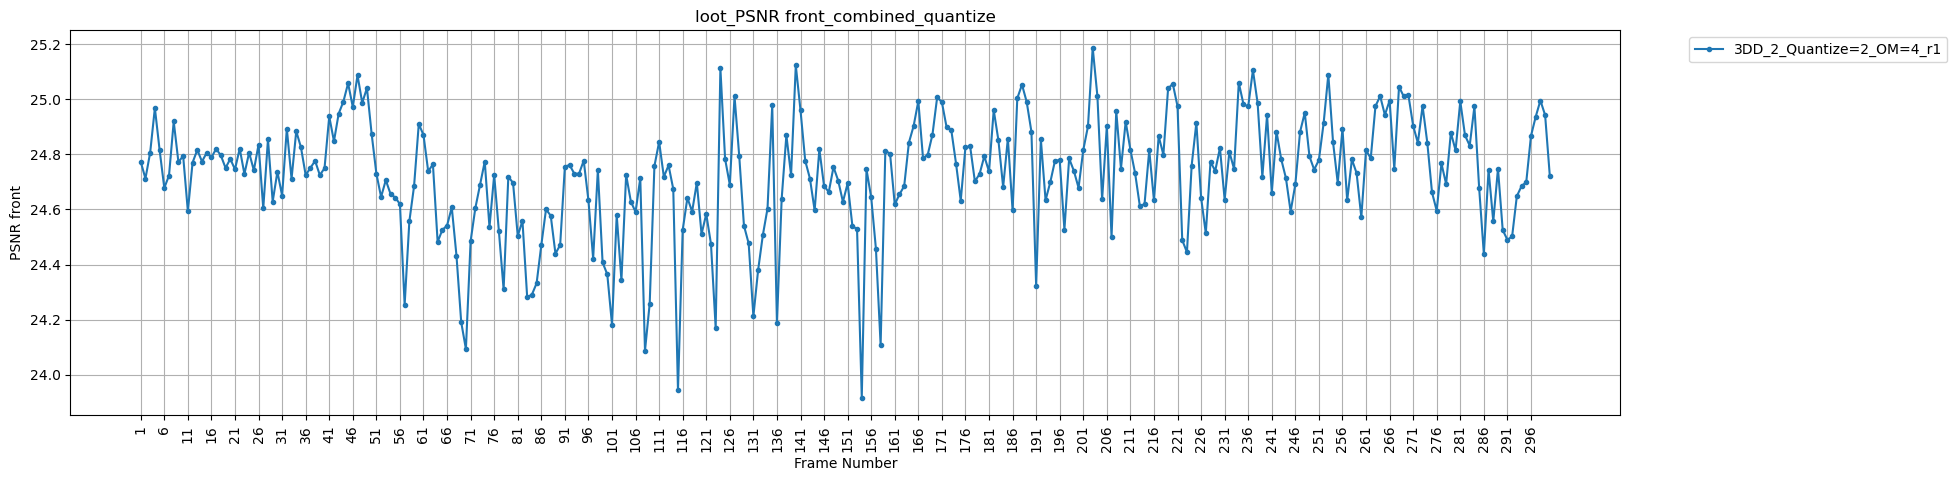 loot_PSNR front_combined_quantize
3DD_2_Quantize=2_OM=4_r1
PSNR front
25.2
25.0
24.8
24.6
24.4
24.2
24.0
1 6 11 16 21 26 31 36 41 46 51 56 61 66 71 76 81 86 91 96 101 106 111 116 121 126 131 136 141 146 151 156 161 166 171 176 181 186 191 196 201 206 211 216 221 226 231 236 241 246 251 256 261 266 271 276 281 286 291 296
Frame Number